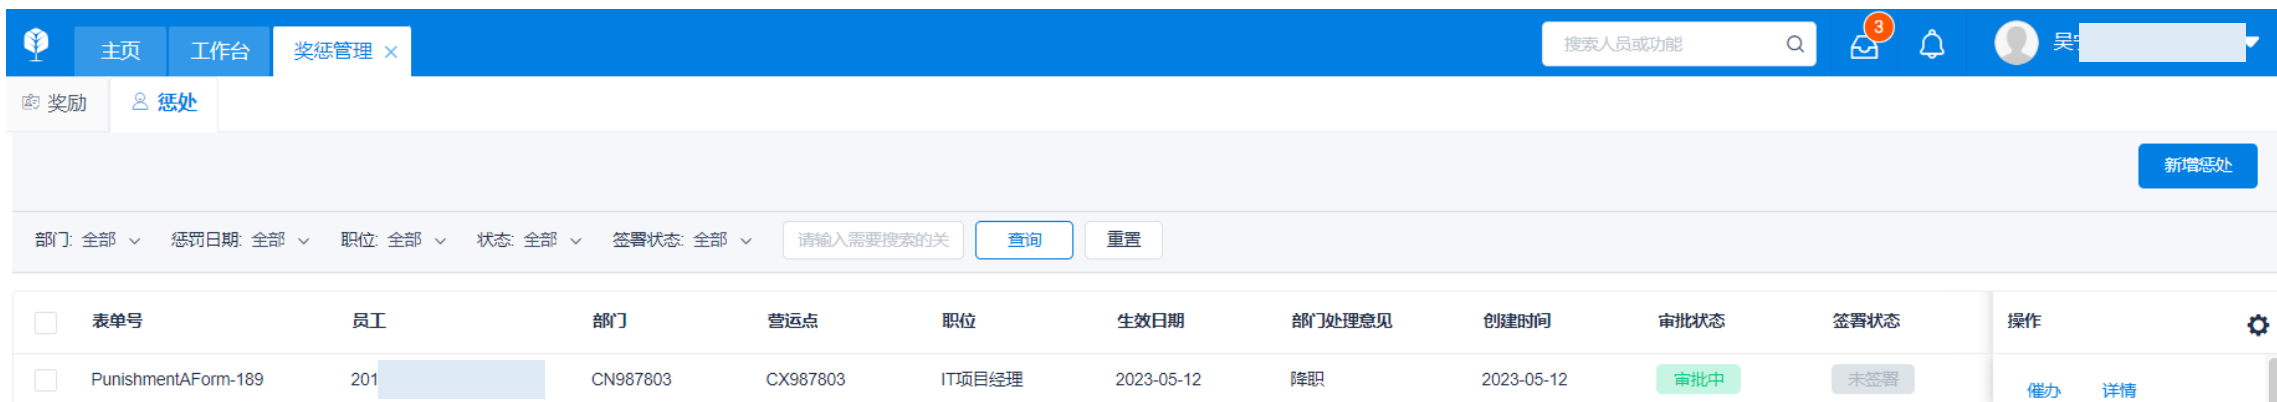 主页 工作台 奖惩管理 × 搜索人员或功能 3 吴
奖励 惩处
新增惩处
部门: 全部 惩罚日期: 全部 职位: 全部 状态: 全部 签署状态: 全部 请输入需要搜索的关 查询 重置
表单号 员工 部门 营运点 职位 生效日期 部门处理意见 创建时间 审批状态 签署状态 操作
PunishmentAForm-189 201 CN987803 CX987803 IT项目经理 2023-05-12 降职 2023-05-12 审批中 未签署 催办 详情